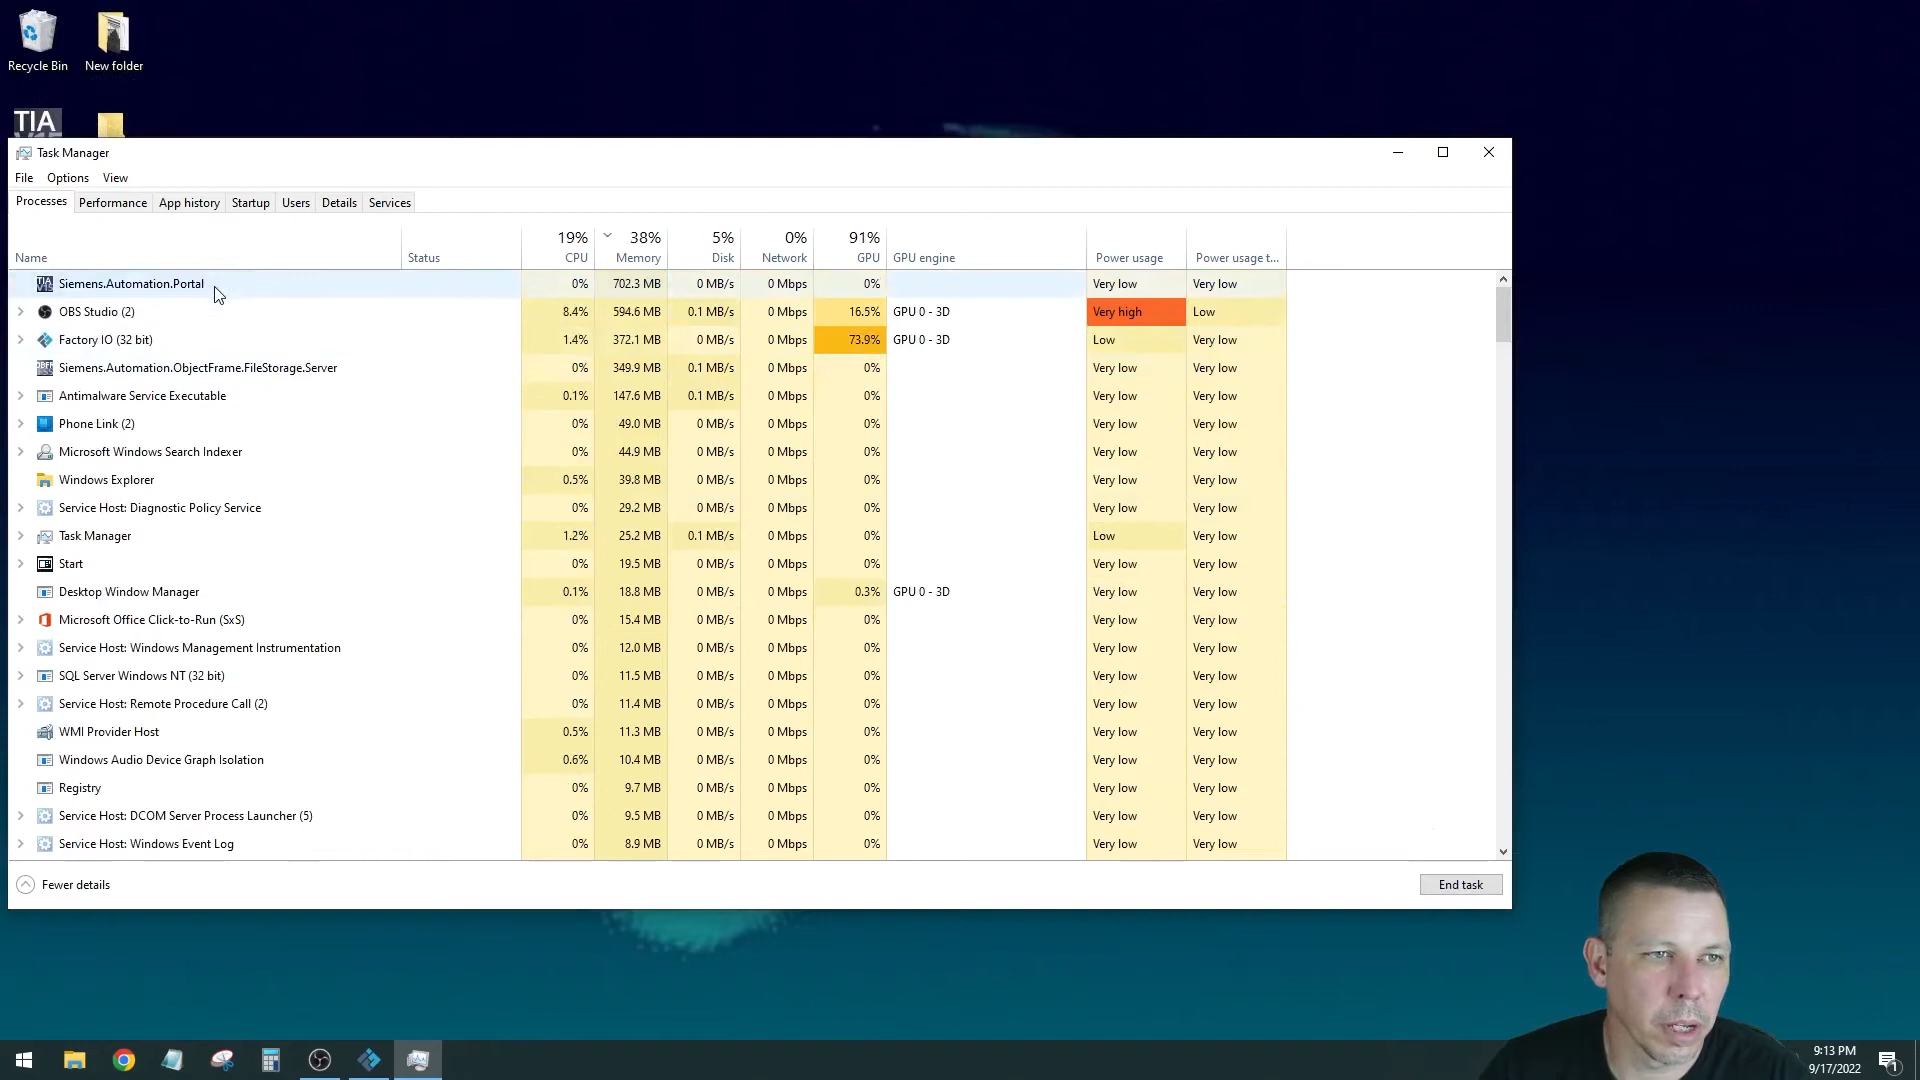 Recycle Bin
New folder
TIA
Task Manager
File Options View
Processes Performance App history Startup Users Details Services
19% 38% 5% 0% 91%
Name Status CPU Memory Disk Network GPU GPU engine Power usage Power usage t...
Siemens.Automation.Portal 0% 702.3 MB 0 MB/s 0 Mbps 0% Very low Very low
OBS Studio (2) 8.4% 594.6 MB 0.1 MB/s 0 Mbps 16.5% GPU 0 - 3D Very high Low
Factory IO (32 bit) 1.4% 372.1 MB 0 MB/s 0 Mbps 73.9% GPU 0 - 3D Low Very low
Siemens.Automation.ObjectFrame.FileStorage.Server 0% 349.9 MB 0.1 MB/s 0 Mbps 0% Very low Very low
Antimalware Service Executable 0.1% 147.6 MB 0.1 MB/s 0 Mbps 0% Very low Very low
Phone Link (2) 0% 49.0 MB 0 MB/s 0 Mbps 0% Very low Very low
Microsoft Windows Search Indexer 0% 44.9 MB 0 MB/s 0 Mbps 0% Very low Very low
Windows Explorer 0.5% 39.8 MB 0 MB/s 0 Mbps 0% Very low Very low
Service Host: Diagnostic Policy Service 0% 29.2 MB 0 MB/s 0 Mbps 0% Very low Very low
Task Manager 1.2% 25.2 MB 0.1 MB/s 0 Mbps 0% Low Very low
Start 0% 19.5 MB 0 MB/s 0 Mbps 0% Very low Very low
Desktop Window Manager 0.1% 18.8 MB 0 MB/s 0 Mbps 0.3% GPU 0 - 3D Very low Very low
Microsoft Office Click-to-Run (SxS) 0% 15.4 MB 0 MB/s 0 Mbps 0% Very low Very low
Service Host: Windows Management Instrumentation 0% 12.0 MB 0 MB/s 0 Mbps 0% Very low Very low
SQL Server Windows NT (32 bit) 0% 11.5 MB 0 MB/s 0 Mbps 0% Very low Very low
Service Host: Remote Procedure Call (2) 0% 11.4 MB 0 MB/s 0 Mbps 0% Very low Very low
WMI Provider Host 0.5% 11.3 MB 0 MB/s 0 Mbps 0% Very low Very low
Windows Audio Device Graph Isolation 0.6% 10.4 MB 0 MB/s 0 Mbps 0% Very low Very low
Registry 0% 9.7 MB 0 MB/s 0 Mbps 0% Very low Very low
Service Host: DCOM Server Process Launcher (5) 0% 9.5 MB 0 MB/s 0 Mbps 0% Very low Very low
Service Host: Windows Event Log 0% 8.9 MB 0 MB/s 0 Mbps 0% Very low Very low
Fewer details End task
9:13 PM
9/17/2022
1